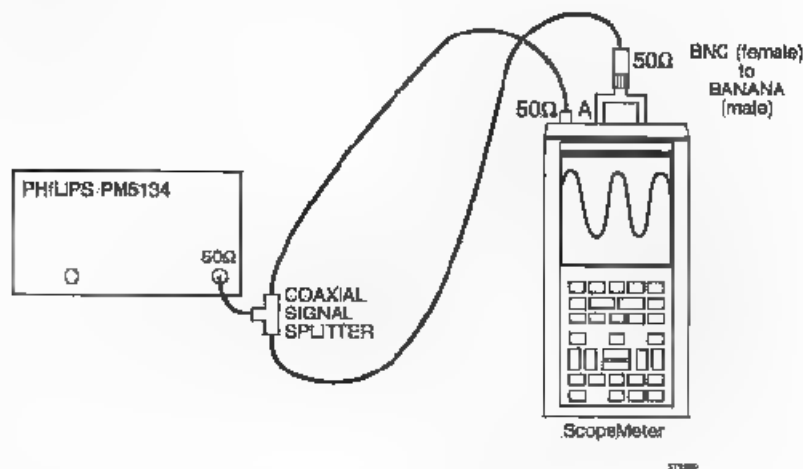 50Ω
BNC (female)
to
BANANA
(male)
50Ω A
PHILIPS PM5134
50Ω
COAXIAL
SIGNAL
SPLITTER
ScopeMeter